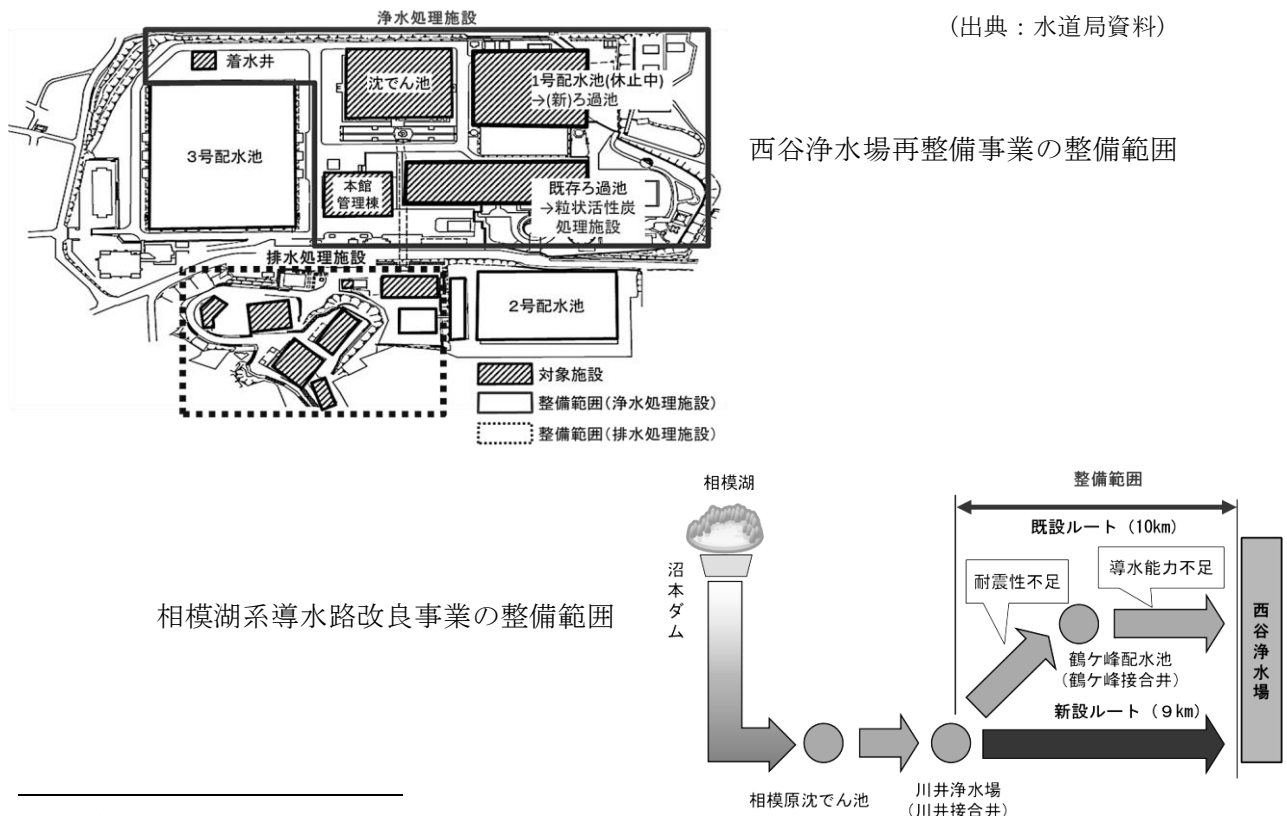 浄水処理施設
(出典:水道局資料)
着水井
沈でん池
1号配水池(休止中)
→(新)ろ過池
3号配水池
西谷浄水場再整備事業の整備範囲
本館
管理棟
既存ろ過池
→粒状活性炭
処理施設
排水処理施設
2号配水池
対象施設
整備範囲(浄水処理施設)
整備範囲(排水処理施設)
相模湖系導水路改良事業の整備範囲
相模湖
沼本ダム
整備範囲
既設ルート(10km)
耐震性不足
導水能力不足
鶴ケ峰配水池
(鶴ケ峰接合井)
新設ルート(9km)
西谷浄水場
相模原沈でん池
川井浄水場
(川井接合井)